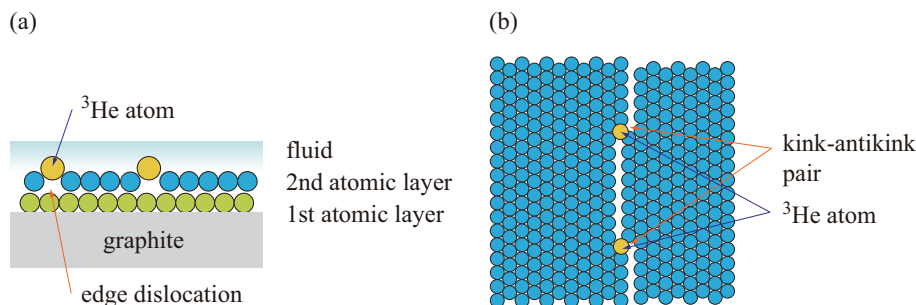 (a)
³He atom
fluid
2nd atomic layer
1st atomic layer
graphite
edge dislocation
(b)
kink-antikink
pair
³He atom